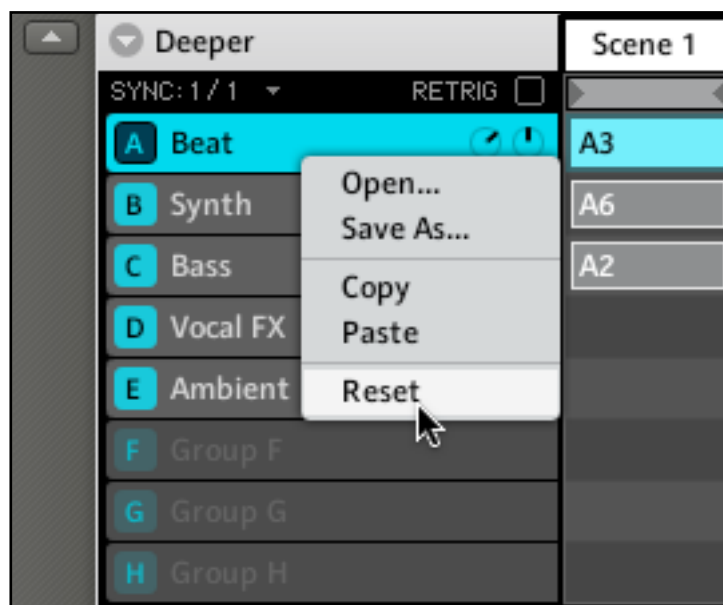 Deeper
Scene 1
SYNC: 1 / 1
RETRIG
A Beat
A3
B Synth
A6
C Bass
A2
D Vocal FX
E Ambient
F Group F
G Group G
H Group H
Open...
Save As...
Copy
Paste
Reset